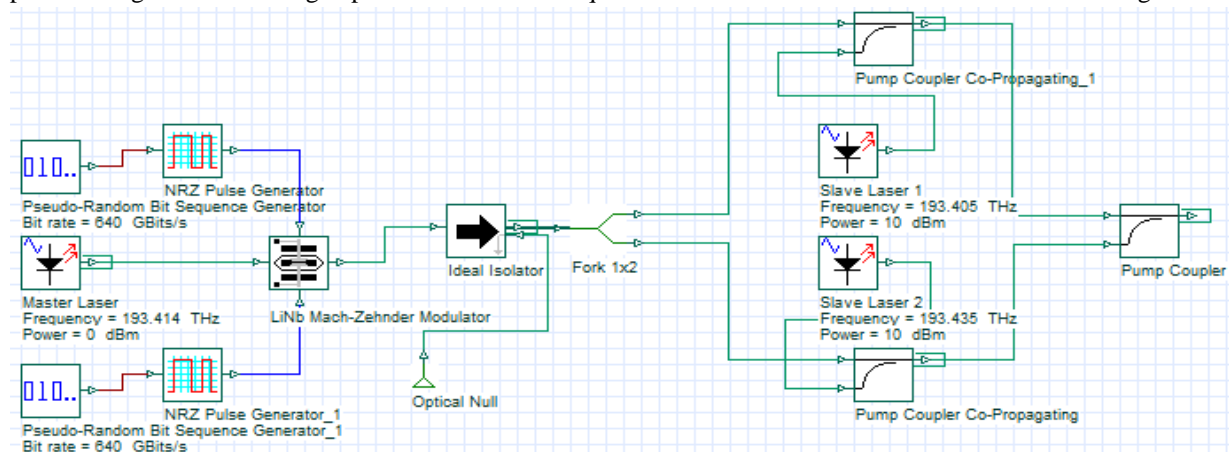 Pump Coupler Co-Propagating_1
010..
NRZ Pulse Generator
Pseudo-Random Bit Sequence Generator
Bit rate = 640 GBits/s
Slave Laser 1
Frequency = 193.405 THz
Power = 10 dBm
Ideal Isolator
Fork 1x2
Pump Coupler
Master Laser
Frequency = 193.414 THz
Power = 0 dBm
LiNb Mach-Zehnder Modulator
Slave Laser 2
Frequency = 193.435 THz
Power = 10 dBm
010..
NRZ Pulse Generator_1
Pseudo-Random Bit Sequence Generator_1
Bit rate = 640 GBits/s
Optical Null
Pump Coupler Co-Propagating